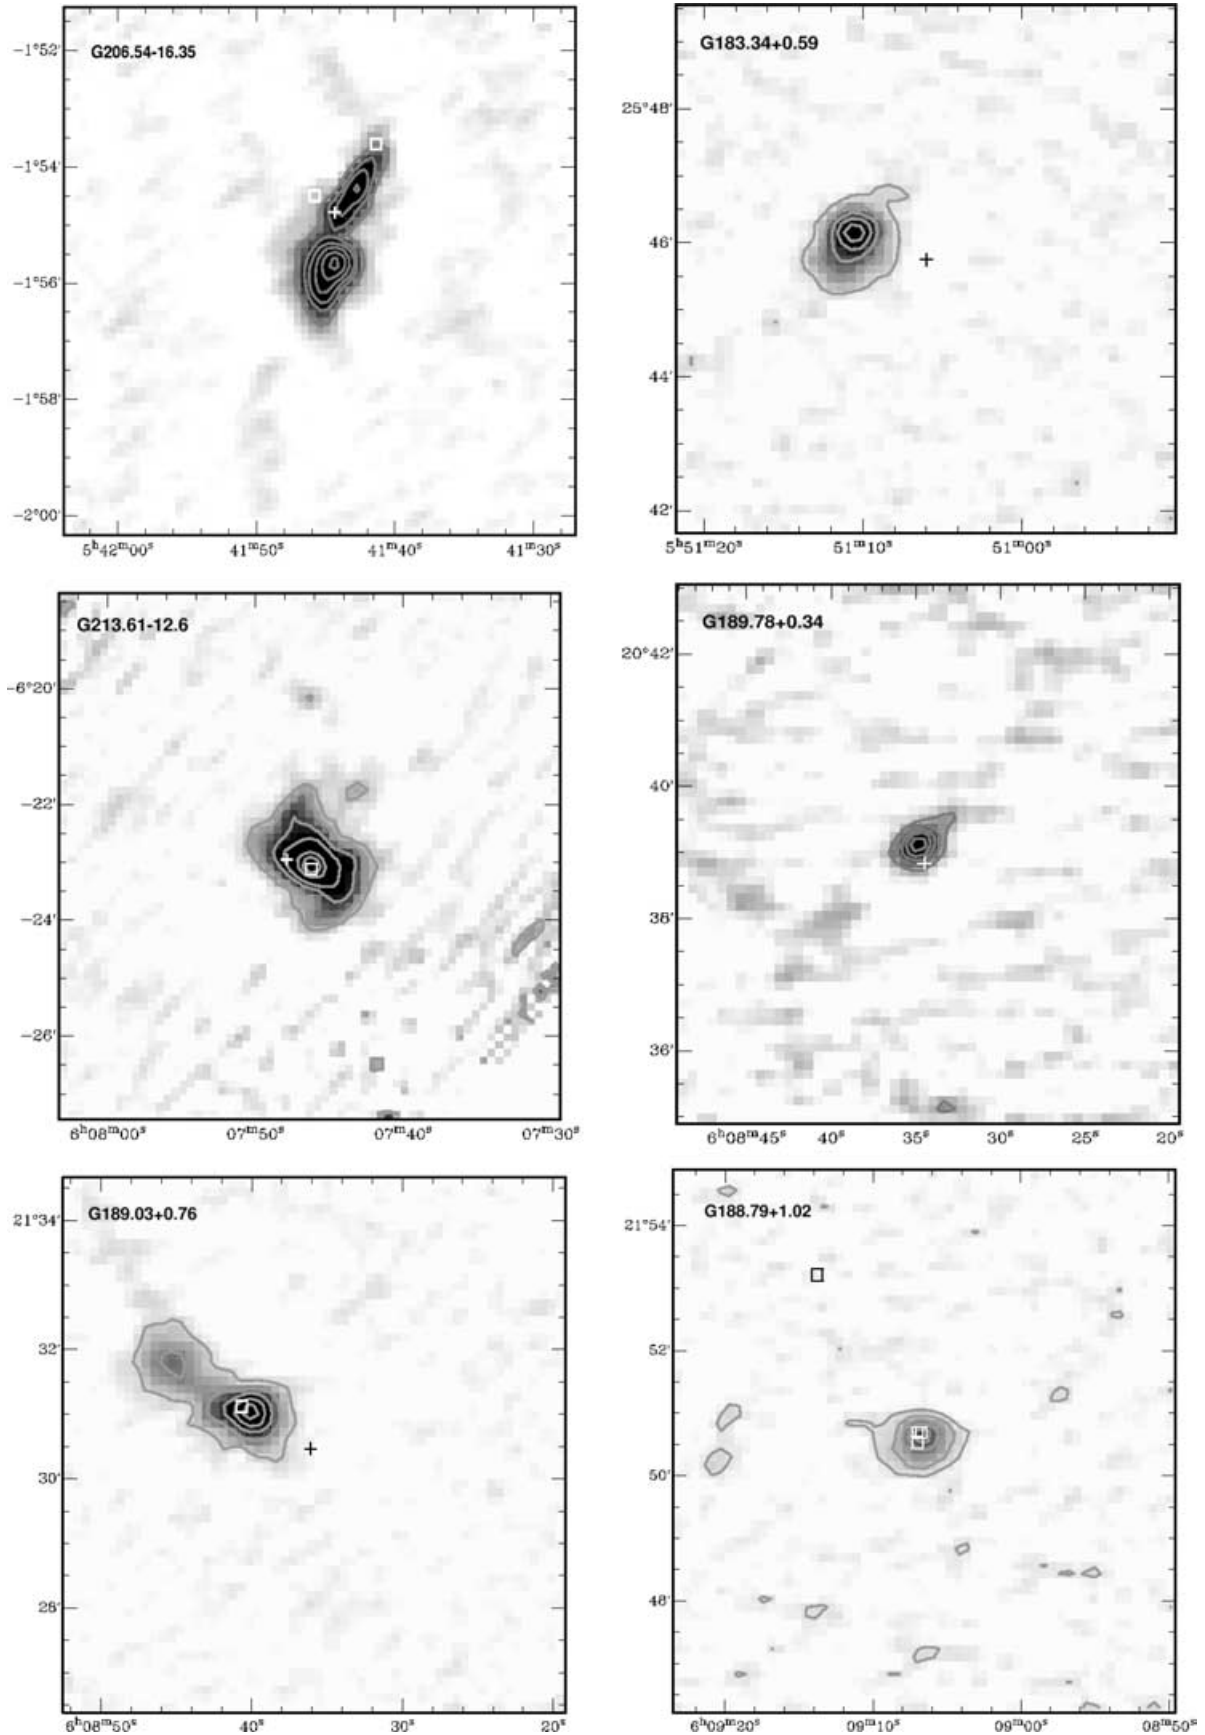 G206.54-16.35
−1°52′
−1°54′
−1°56′
−1°58′
−2°00′
5ʰ42ᵐ00ˢ 41ᵐ50ˢ 41ᵐ40ˢ 41ᵐ30ˢ
G183.34+0.59
25°48′
46′
44′
42′
5ʰ51ᵐ20ˢ 51ᵐ10ˢ 51ᵐ00ˢ
G213.61-12.6
−6°20′
−22′
−24′
−26′
6ʰ08ᵐ00ˢ 07ᵐ50ˢ 07ᵐ40ˢ 07ᵐ30ˢ
G189.78+0.34
20°42′
40′
38′
36′
6ʰ08ᵐ45ˢ 40ˢ 35ˢ 30ˢ 25ˢ 20ˢ
G189.03+0.76
21°34′
32′
30′
28′
6ʰ08ᵐ50ˢ 40ˢ 30ˢ 20ˢ
G188.79+1.02
21°54′
52′
50′
48′
6ʰ09ᵐ20ˢ 09ᵐ10ˢ 09ᵐ00ˢ 08ᵐ50ˢ